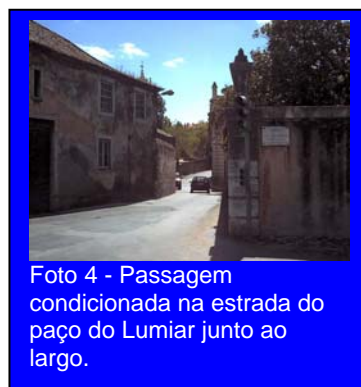 Foto 4 - Passagem
condicionada na estrada do
paço do Lumiar junto ao
largo.